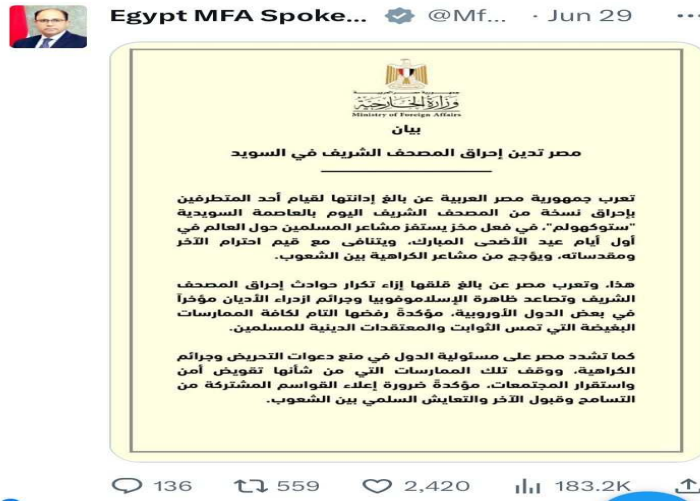 Egypt MFA Spoke... @Mf... · Jun 29 ...
جمهورية مصر العربية
وزارة الخارجية
Ministry of Foreign Affairs
بيان
مصر تدين إحراق المصحف الشريف في السويد
تعرب جمهورية مصر العربية عن بالغ إدانتها لقيام أحد المتطرفين
بإحراق نسخة من المصحف الشريف اليوم بالعاصمة السويدية
"ستوكهولم"، في فعل مخز يستفز مشاعر المسلمين حول العالم في
أول أيام عيد الأضحى المبارك، ويتنافى مع قيم احترام الآخر
ومقدساته، ويؤجج من مشاعر الكراهية بين الشعوب.
هذا، وتعرب مصر عن بالغ قلقها إزاء تكرار حوادث إحراق المصحف
الشريف وتصاعد ظاهرة الإسلاموفوبيا وجرائم ازدراء الأديان مؤخراً
في بعض الدول الأوروبية، مؤكدةً رفضها التام لكافة الممارسات
البغيضة التي تمس الثوابت والمعتقدات الدينية للمسلمين.
كما تشدد مصر على مسئولية الدول في منع دعوات التحريض وجرائم
الكراهية، ووقف تلك الممارسات التي من شأنها تقويض أمن
واستقرار المجتمعات، مؤكدةً ضرورة إعلاء القواسم المشتركة من
التسامح وقبول الآخر والتعايش السلمي بين الشعوب.
136 559 2,420 183.2K